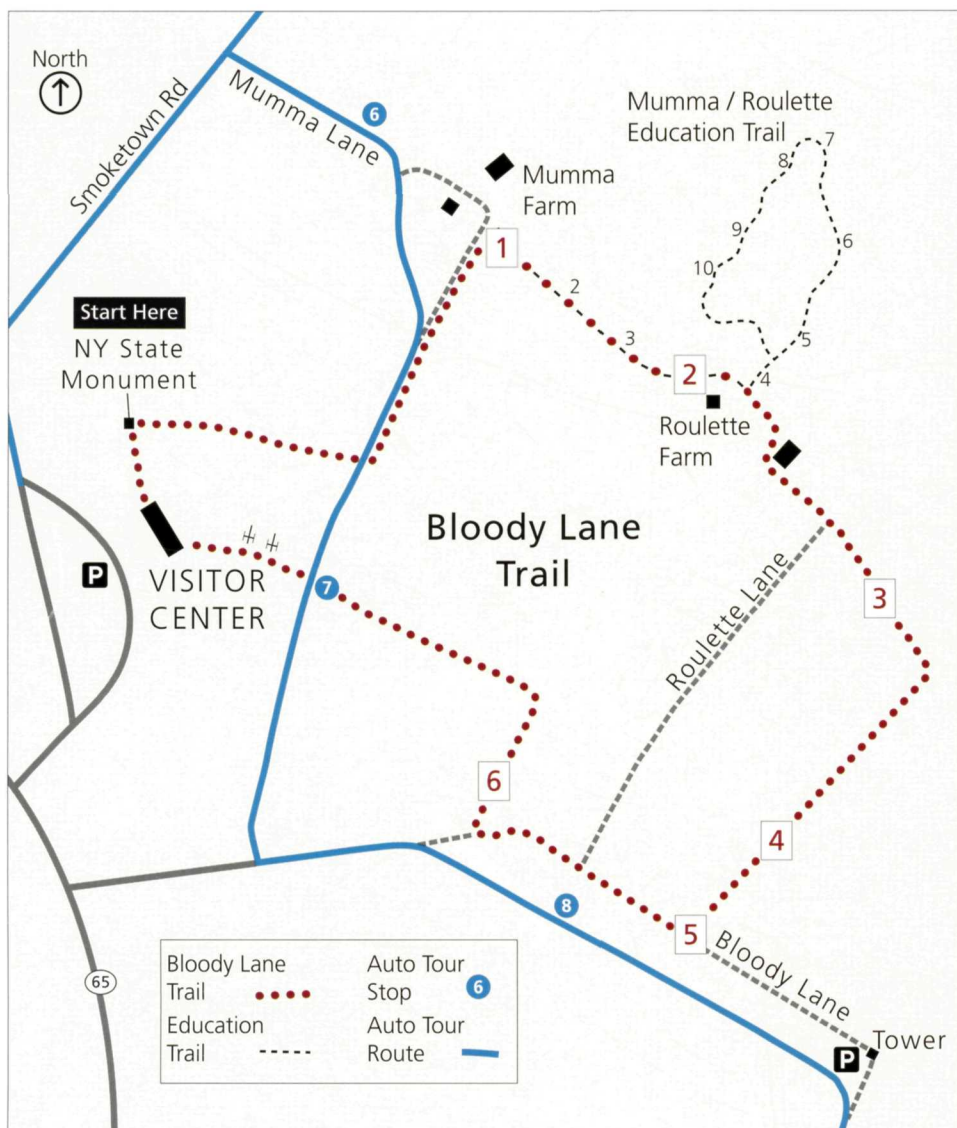 North
Smoketown Rd
Mumma Lane
6
Mumma / Roulette
Education Trail
7
8
9
6
10
5
4
Mumma
Farm
1
2
3
2
Roulette
Farm
Start Here
NY State
Monument
VISITOR
CENTER
P
7
Bloody Lane
Trail
Roulette Lane
3
6
4
8
5
Bloody Lane
Tower
P
65
Bloody Lane
Trail
Education
Trail
Auto Tour
Stop
6
Auto Tour
Route